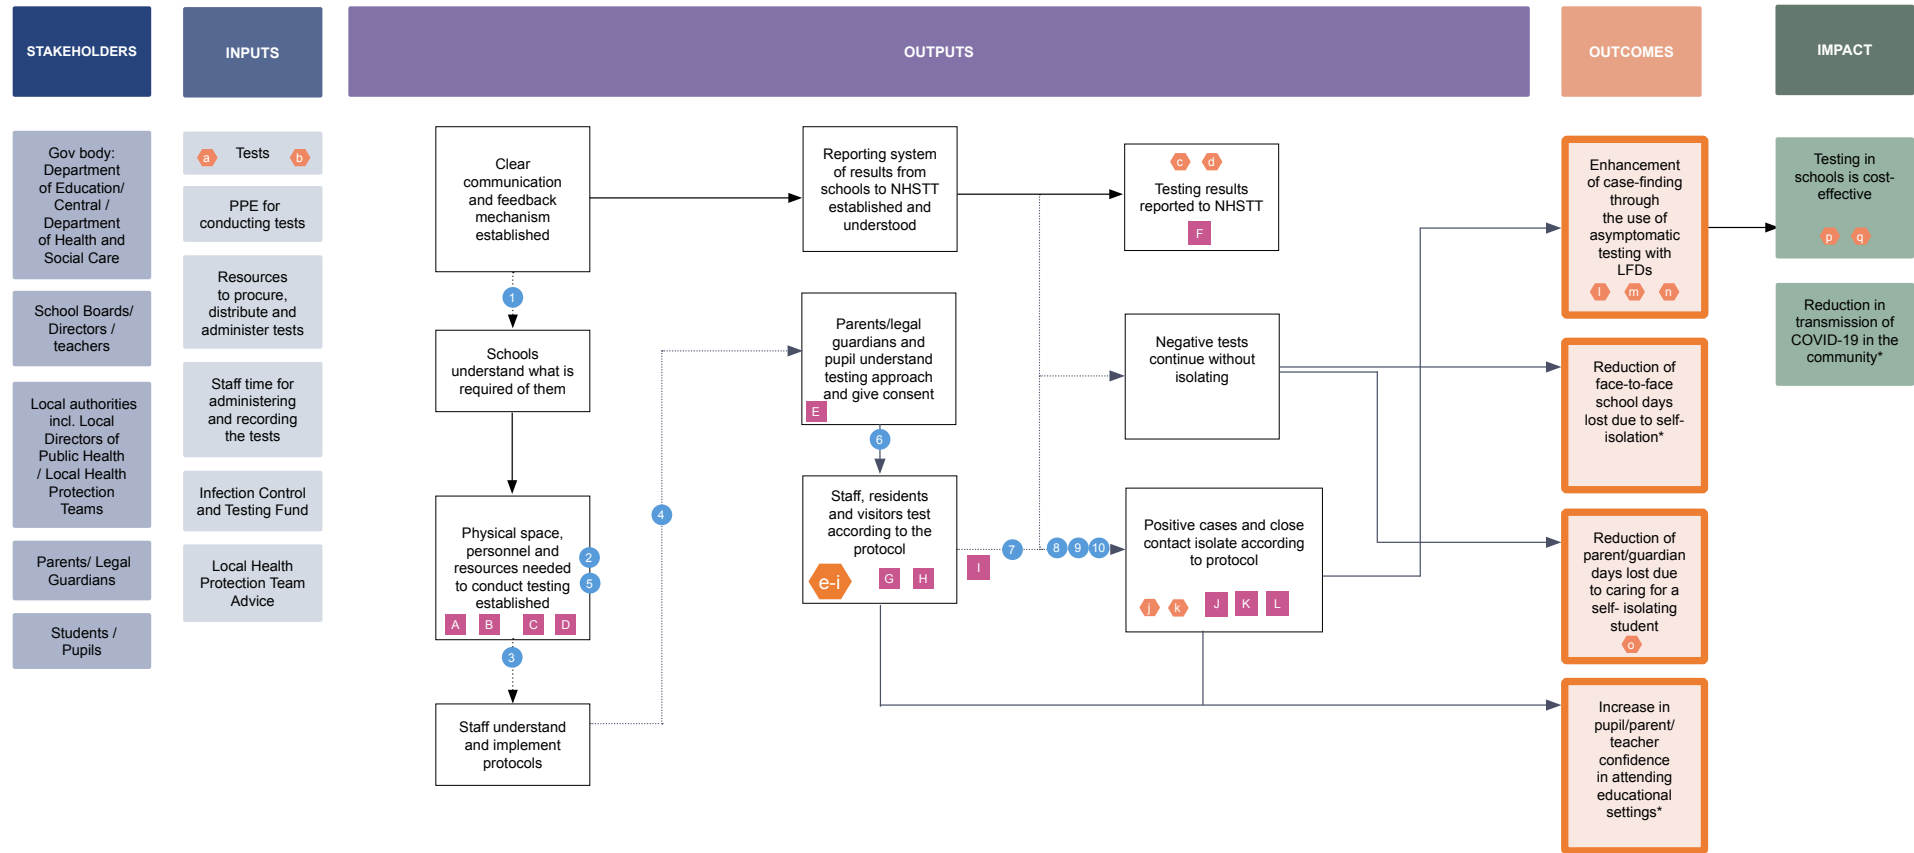 STAKEHOLDERS
INPUTS
OUTPUTS
OUTCOMES
IMPACT
Gov body:
Department
of Education/
Central /
Department
of Health and
Social Care
School Boards/
Directors /
teachers
Local authorities
incl. Local
Directors of
Public Health
/ Local Health
Protection
Teams
Parents/ Legal
Guardians
Students /
Pupils
a Tests b
PPE for
conducting tests
Resources
to procure,
distribute and
administer tests
Staff time for
administering
and recording
the tests
Infection Control
and Testing Fund
Local Health
Protection Team
Advice
Clear
communication
and feedback
mechanism
established
1
Schools
understand what is
required of them
Physical space,
personnel and
resources needed
to conduct testing
established
2
5
A B C D
3
Staff understand
and implement
protocols
4
Reporting system
of results from
schools to NHSTT
established and
understood
Parents/legal
guardians and
pupil understand
testing approach
and give consent
E
6
Staff, residents
and visitors test
according to the
protocol
e-i G H
I
7
8 9 10
c d
Testing results
reported to NHSTT
F
Negative tests
continue without
isolating
Positive cases and close
contact isolate according
to protocol
j k J K L
Enhancement
of case-finding
through
the use of
asymptomatic
testing with
LFDs
l m n
Reduction of
face-to-face
school days
lost due to self-
isolation*
Reduction of
parent/guardian
days lost due
to caring for a
self- isolating
student
o
Increase in
pupil/parent/
teacher
confidence
in attending
educational
settings*
Testing in
schools is cost-
effective
p q
Reduction in
transmission of
COVID-19 in the
community*